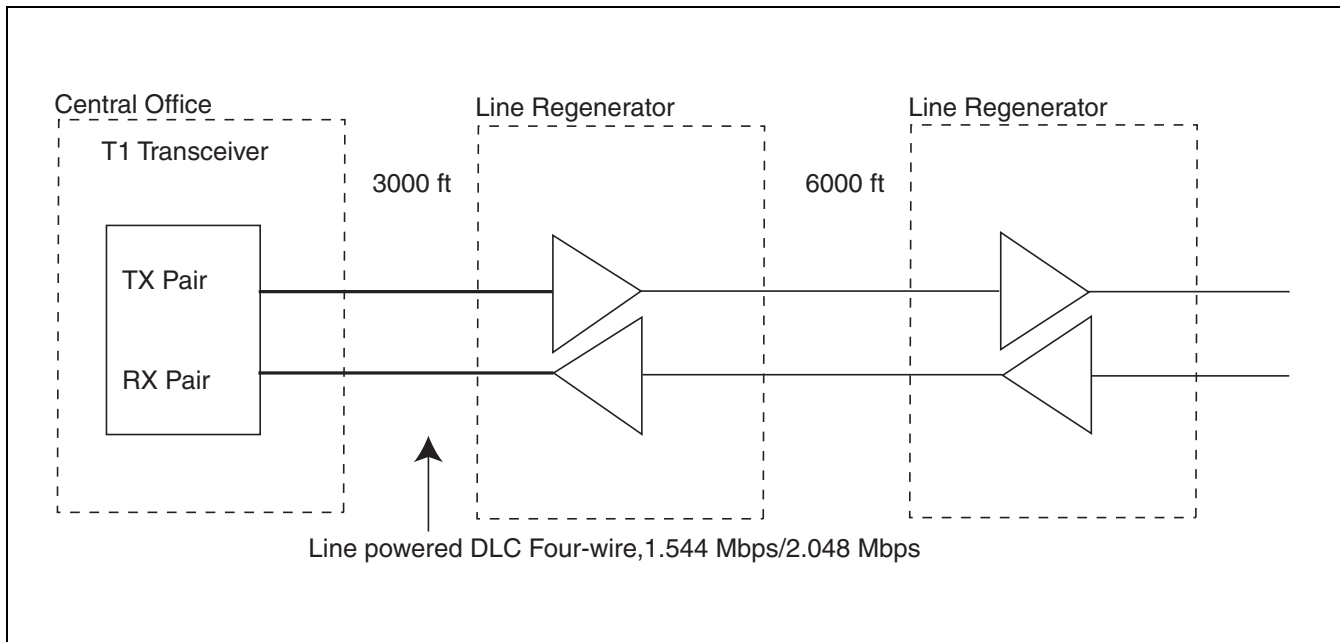 Central Office
Line Regenerator
Line Regenerator
T1 Transceiver
3000 ft
6000 ft
TX Pair
RX Pair
Line powered DLC Four-wire,1.544 Mbps/2.048 Mbps